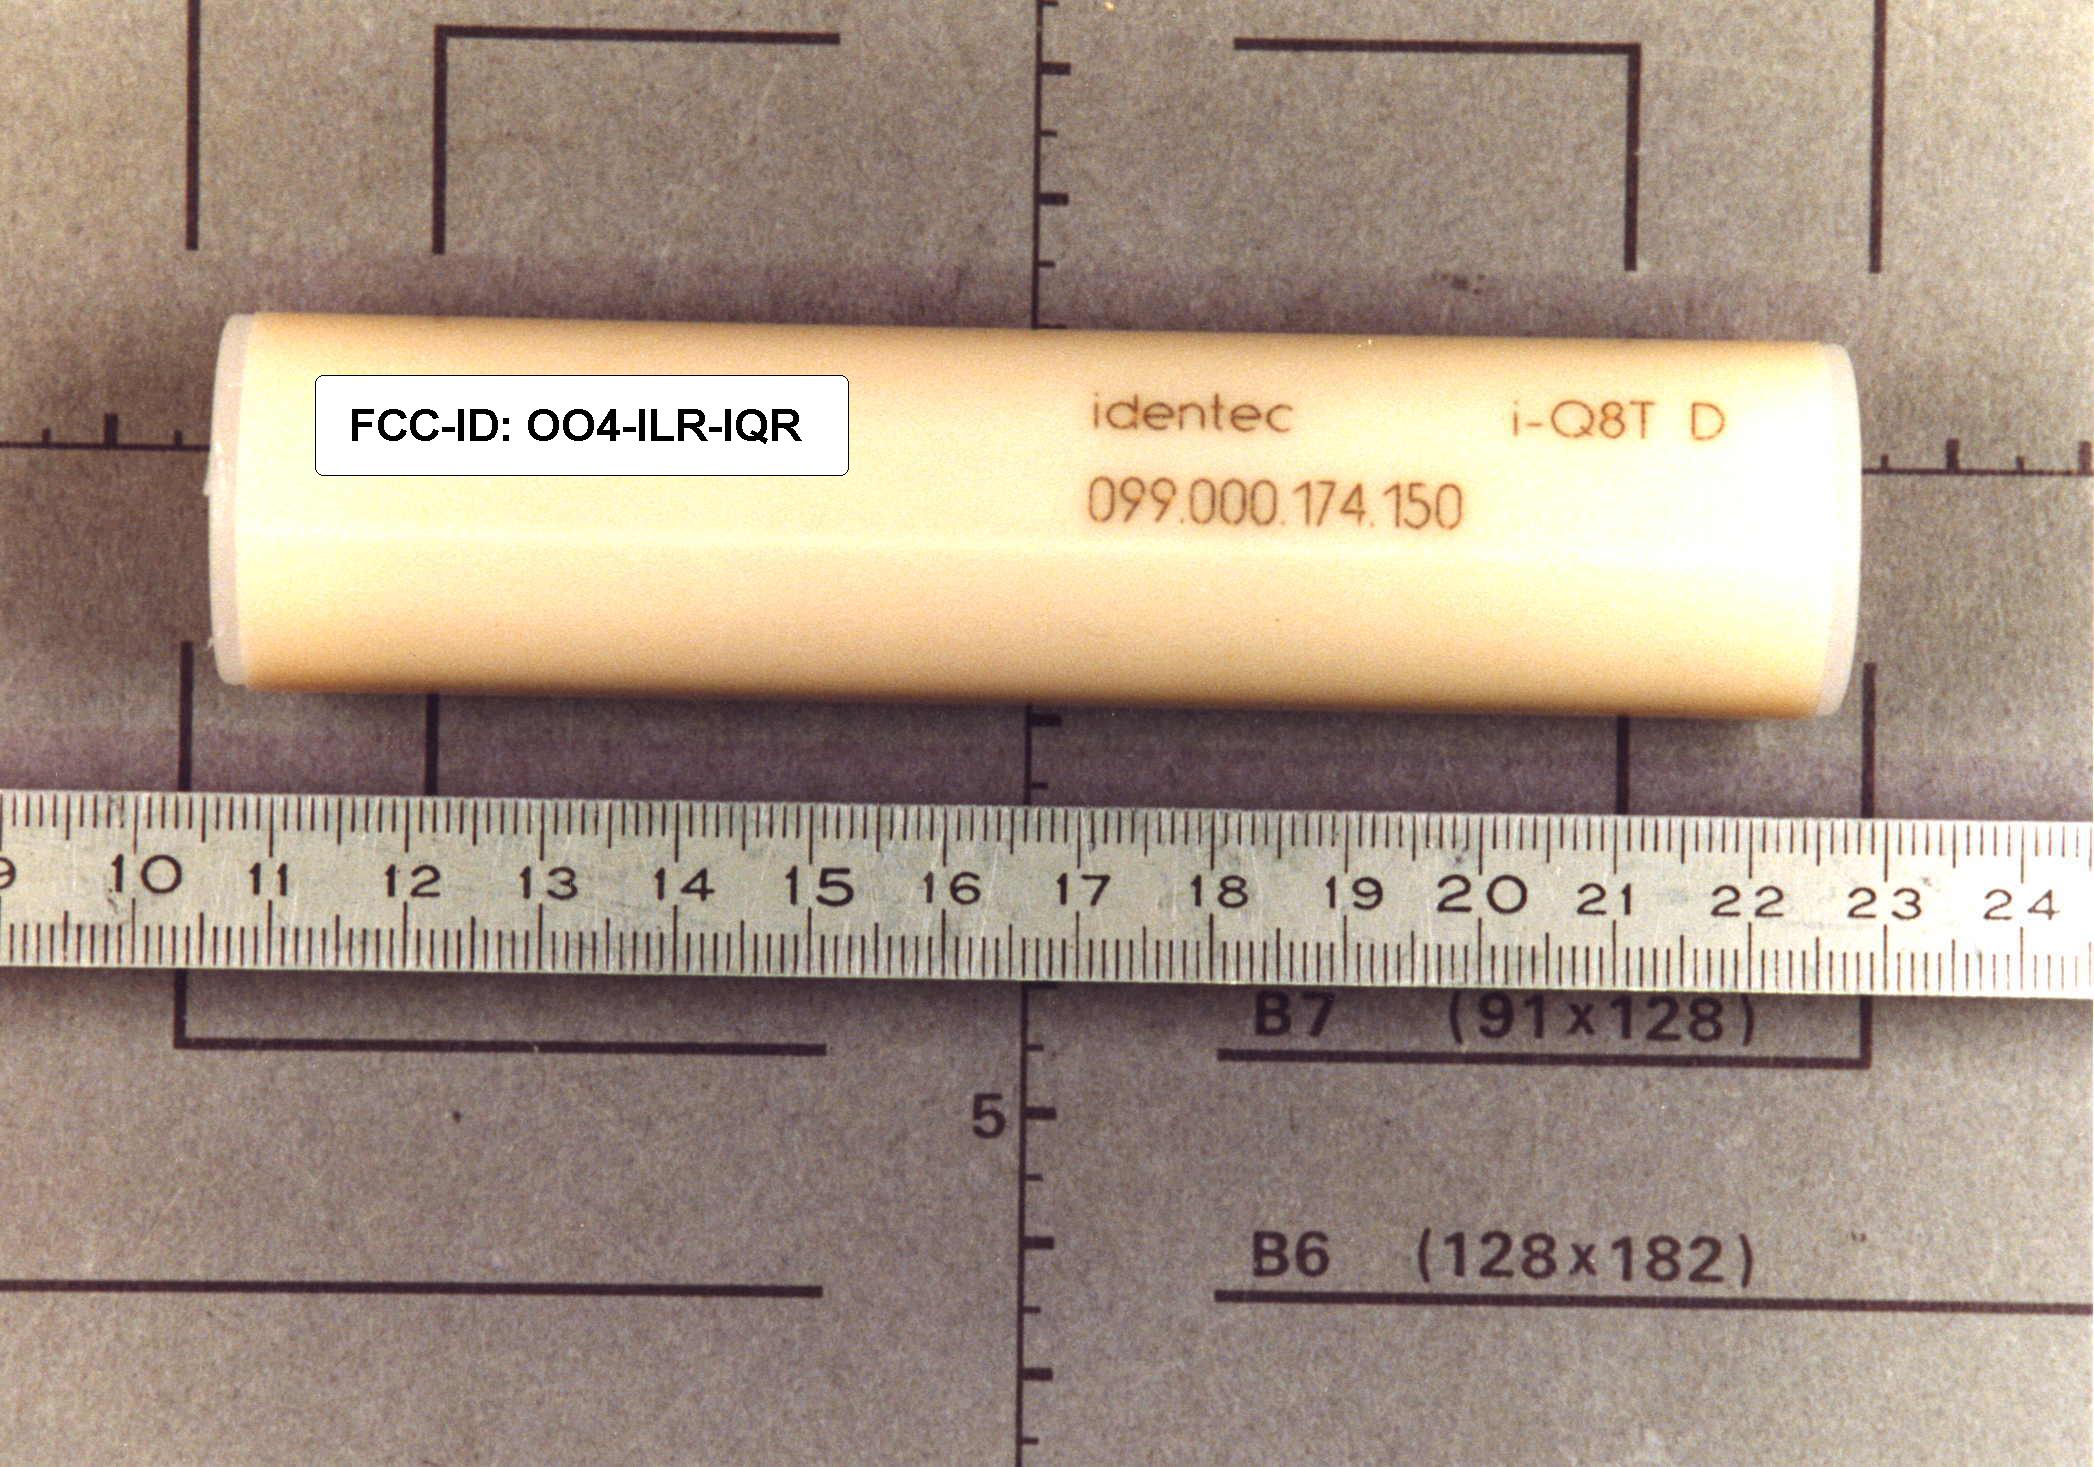 FCC-ID: OO4-ILR-IQR
identec i-Q8T D
099.000.174.150
9 10 11 12 13 14 15 16 17 18 19 20 21 22 23 24
B7 (91x128)
5
B6 (128x182)